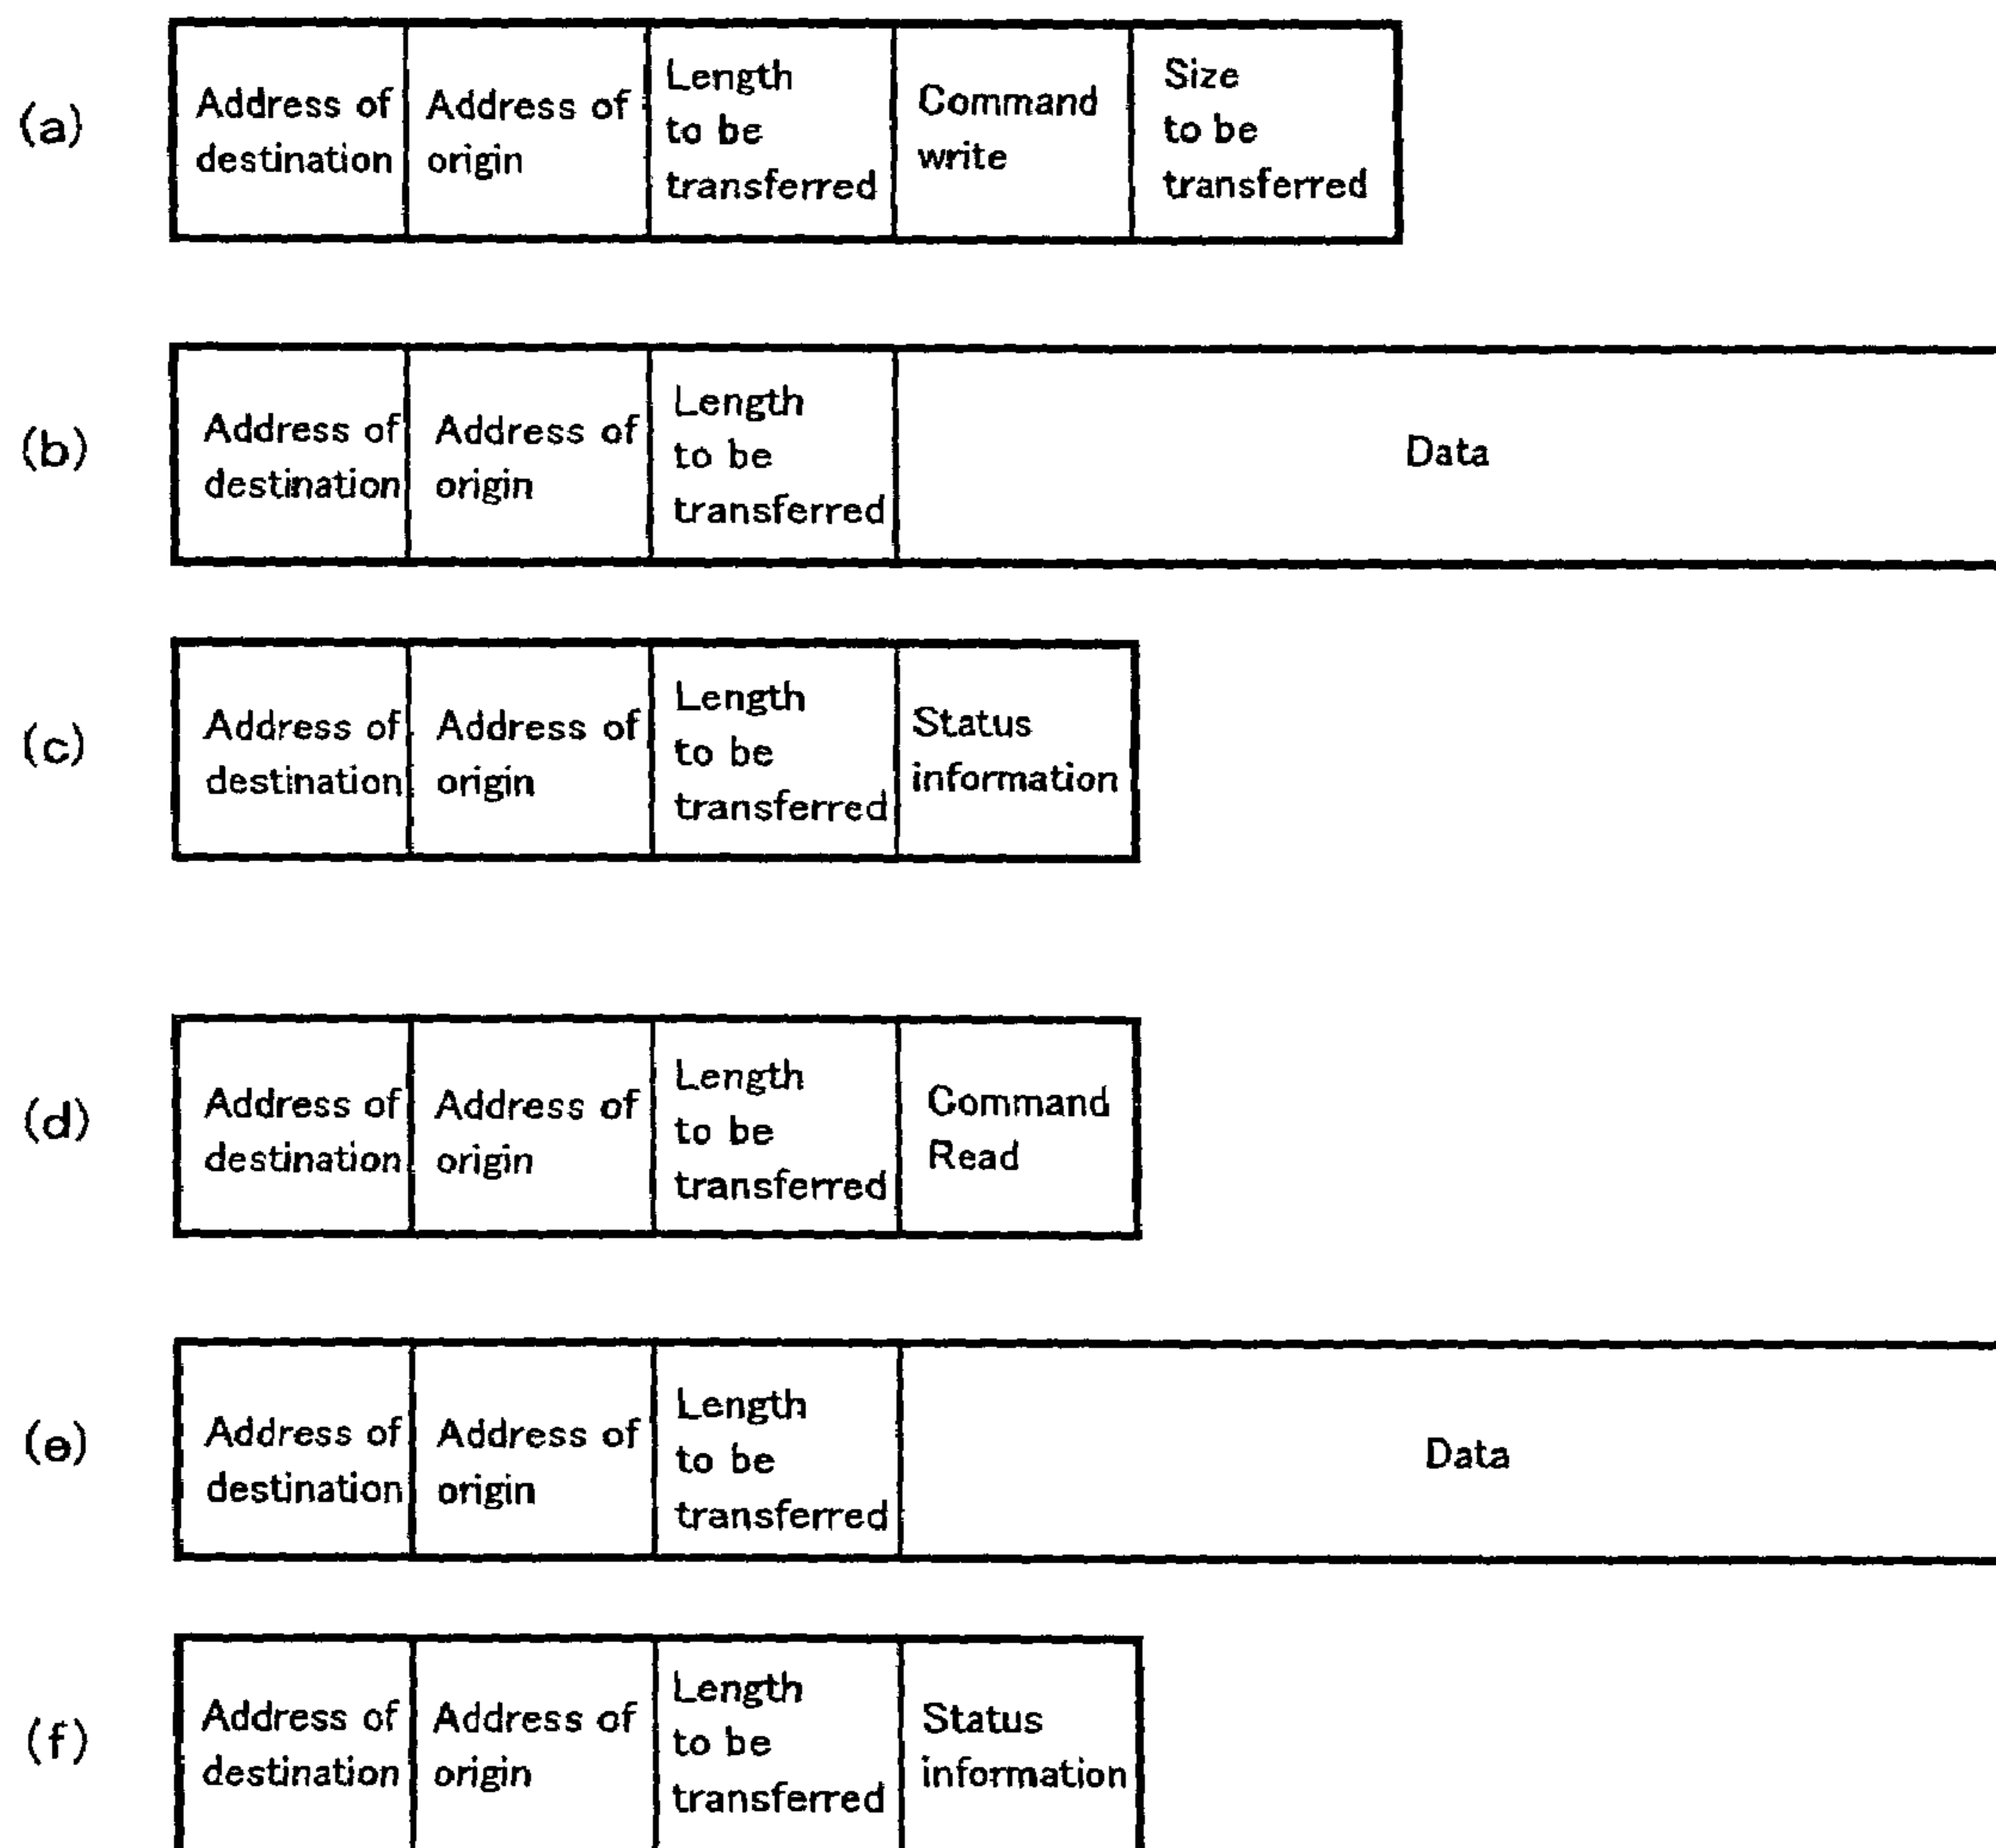 (a)
Address of
destination
Address of
origin
Length
to be
transferred
Command
write
Size
to be
transferred
(b)
Address of
destination
Address of
origin
Length
to be
transferred
Data
(c)
Address of
destination
Address of
origin
Length
to be
transferred
Status
information
(d)
Address of
destination
Address of
origin
Length
to be
transferred
Command
Read
(e)
Address of
destination
Address of
origin
Length
to be
transferred
Data
(f)
Address of
destination
Address of
origin
Length
to be
transferred
Status
information